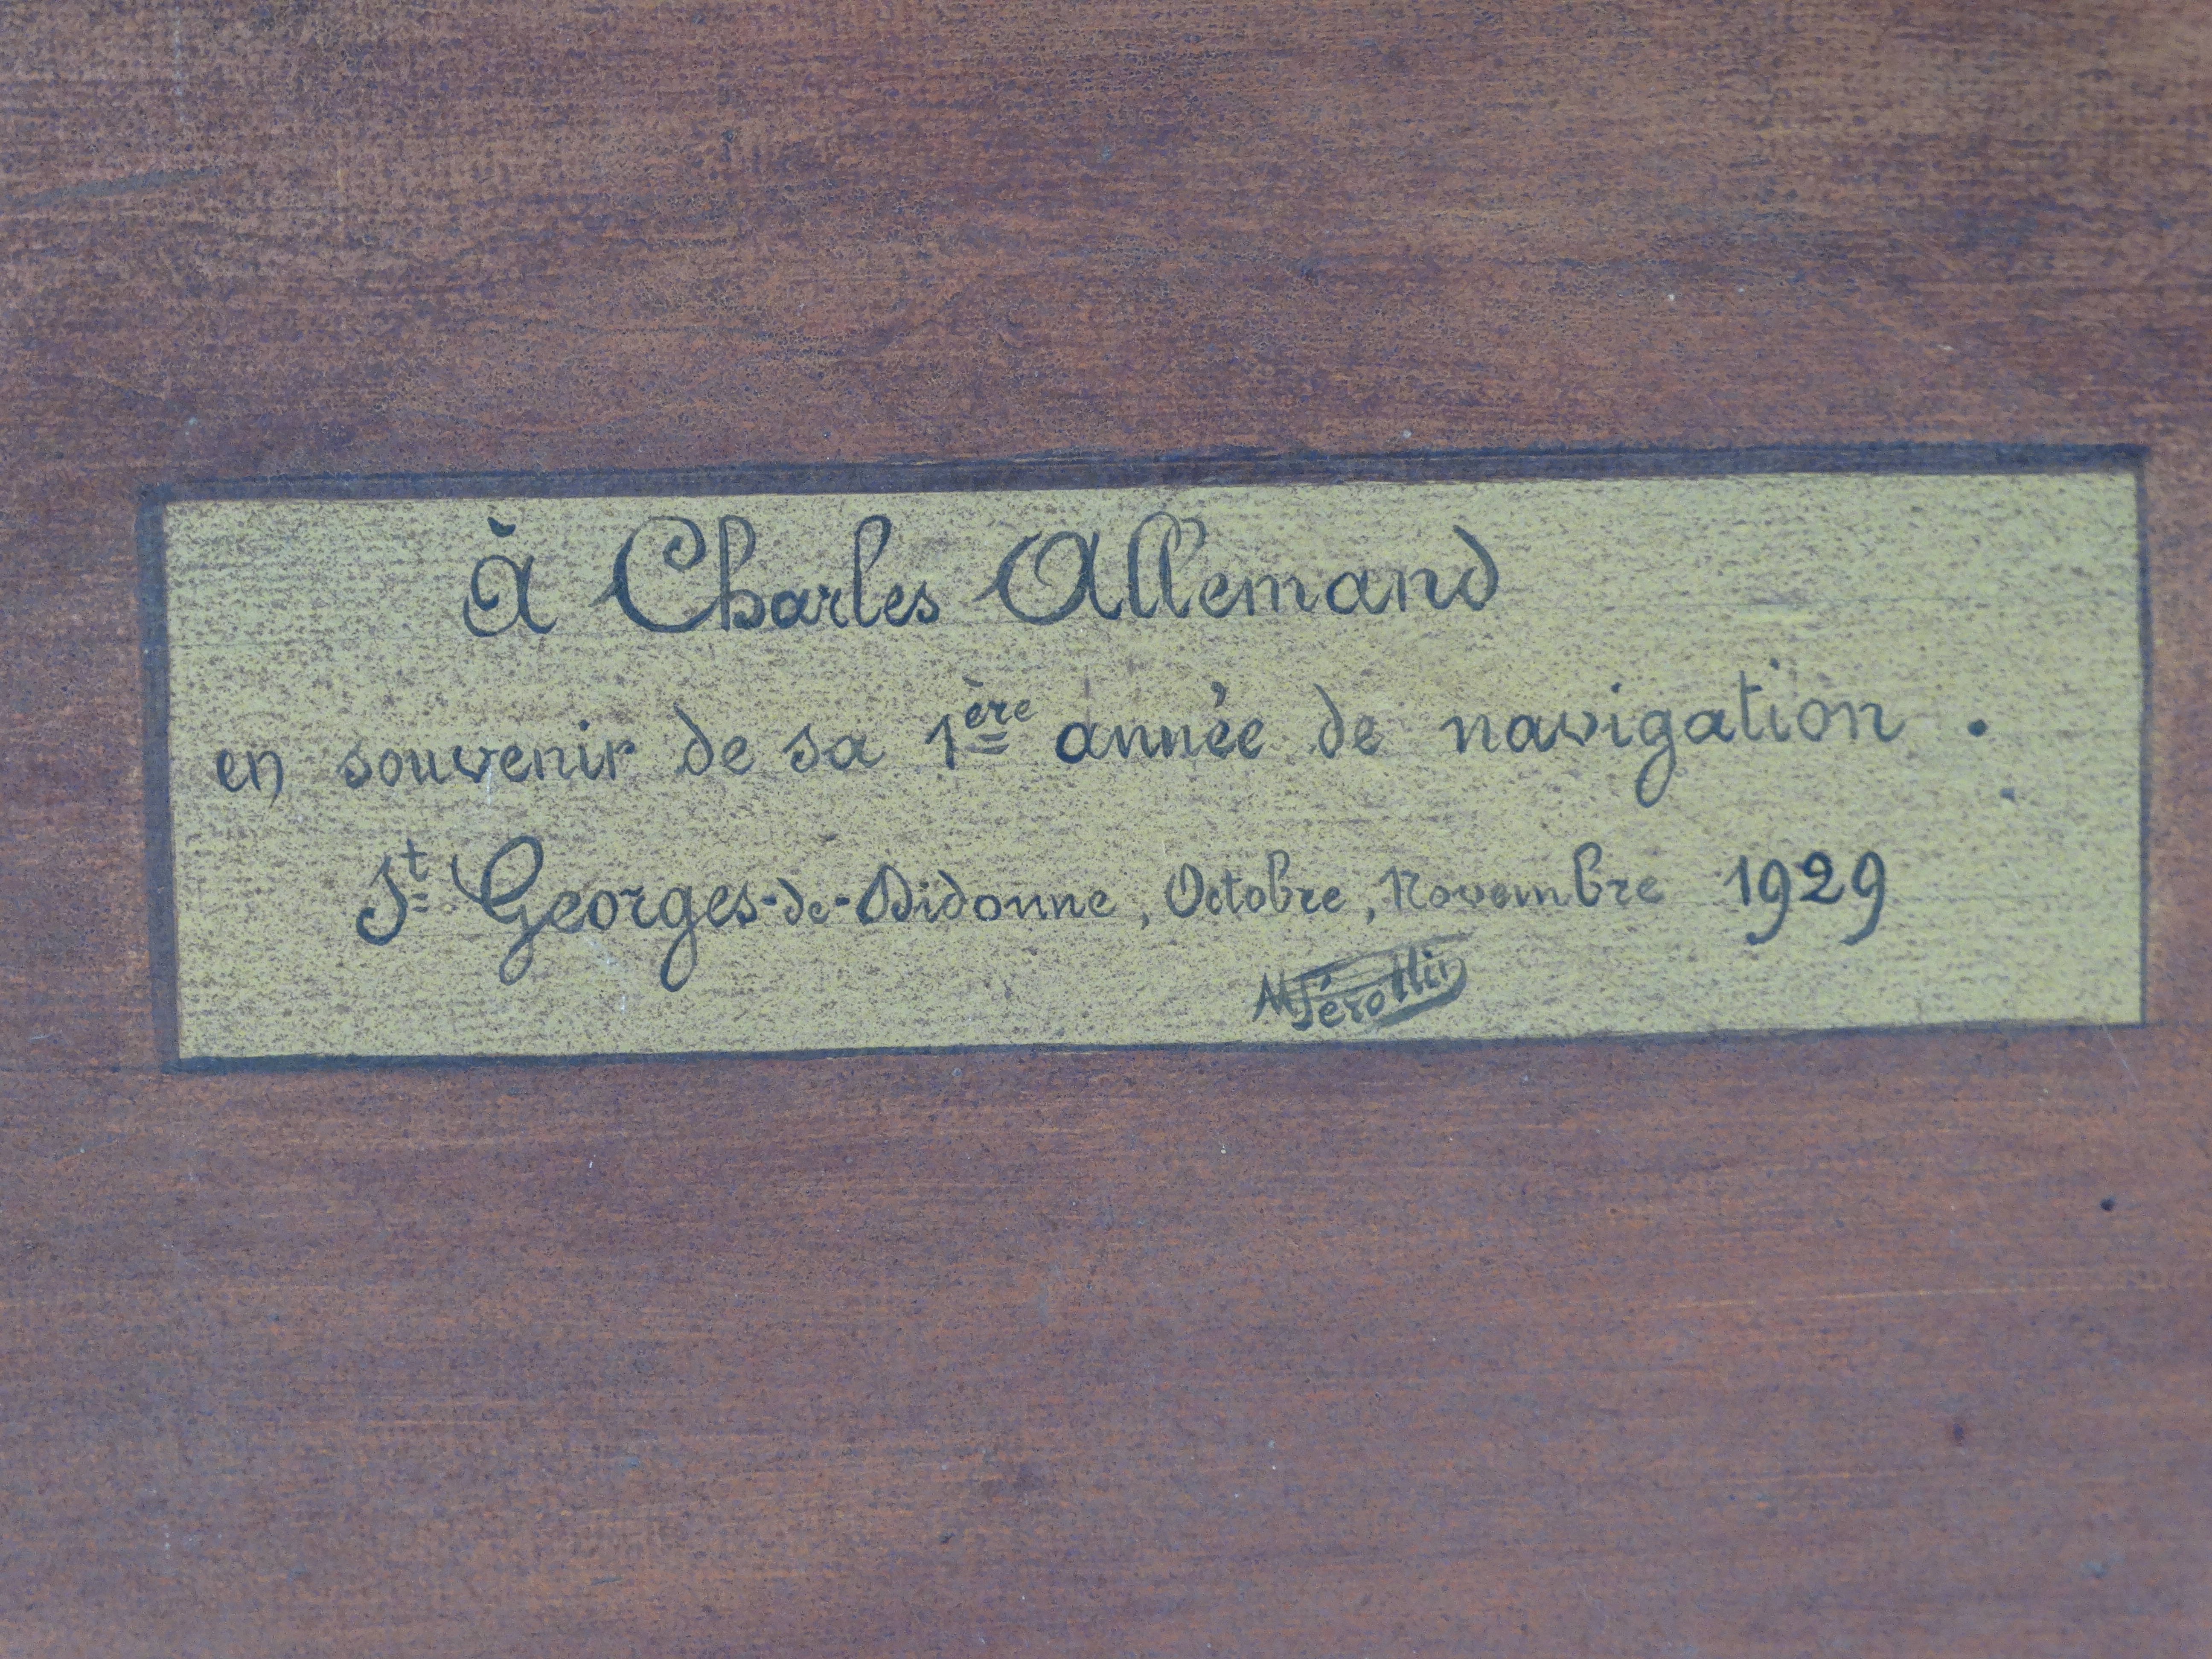 à Charles Allemand
en souvenir de sa 1ère année de navigation .
St Georges-de-Didonne, Octobre, Novembre 1929